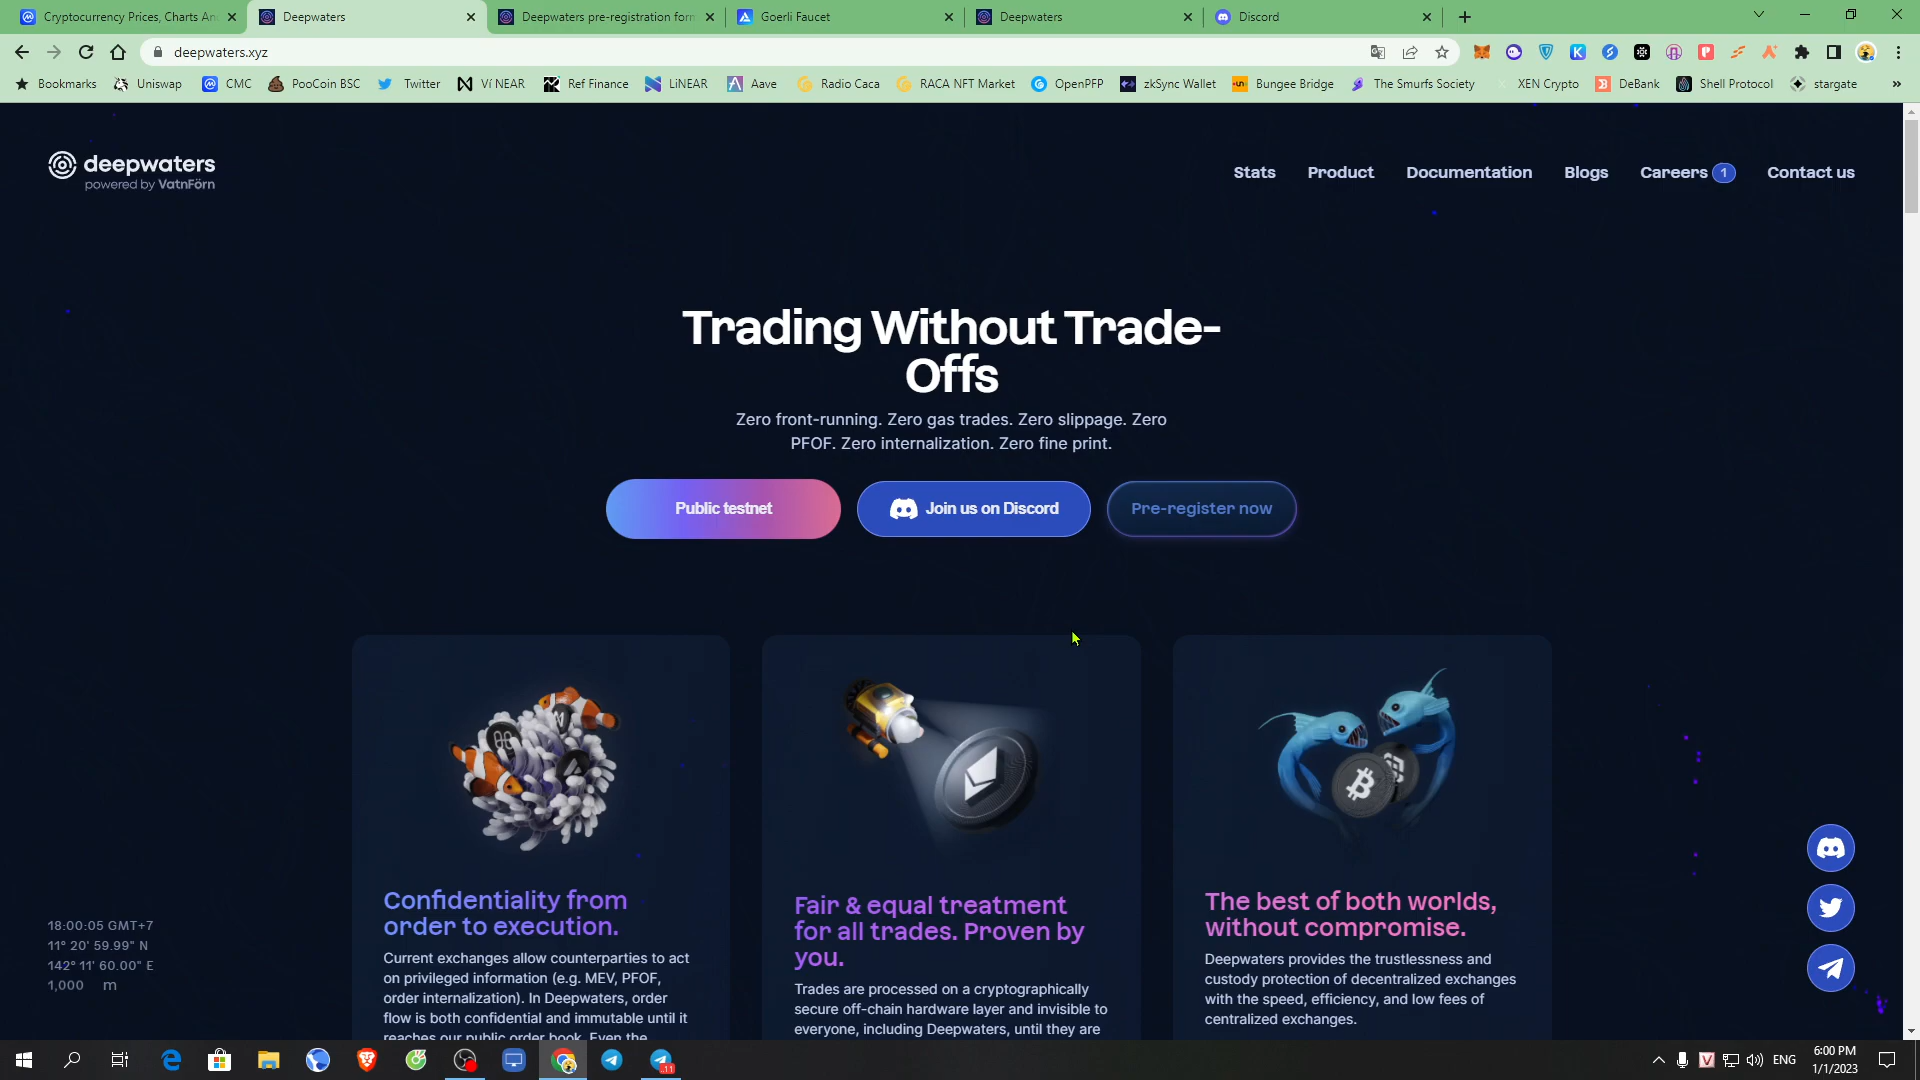 Cryptocurrency Prices, Charts An
Deepwaters
Deepwaters pre-registration form
Goerli Faucet
Deepwaters
Discord
deepwaters.xyz
Bookmarks
Uniswap
CMC
PooCoin BSC
Twitter
Ví NEAR
Ref Finance
LiNEAR
Aave
Radio Caca
RACA NFT Market
OpenPFP
zkSync Wallet
Bungee Bridge
The Smurfs Society
XEN Crypto
DeBank
Shell Protocol
stargate
deepwaters
powered by VatnFörn
Stats
Product
Documentation
Blogs
Careers 1
Contact us
Trading Without Trade-
Offs
Zero front-running. Zero gas trades. Zero slippage. Zero
PFOF. Zero internalization. Zero fine print.
Public testnet
Join us on Discord
Pre-register now
Confidentiality from
order to execution.
Current exchanges allow counterparties to act
on privileged information (e.g. MEV, PFOF,
order internalization). In Deepwaters, order
flow is both confidential and immutable until it
reaches our public order book. Even the
Fair & equal treatment
for all trades. Proven by
you.
Trades are processed on a cryptographically
secure off-chain hardware layer and invisible to
everyone, including Deepwaters, until they are
The best of both worlds,
without compromise.
Deepwaters provides the trustlessness and
custody protection of decentralized exchanges
with the speed, efficiency, and low fees of
centralized exchanges.
18:00:05 GMT+7
11° 20' 59.99" N
142° 11' 60.00" E
1,000 m
ENG
6:00 PM
1/1/2023